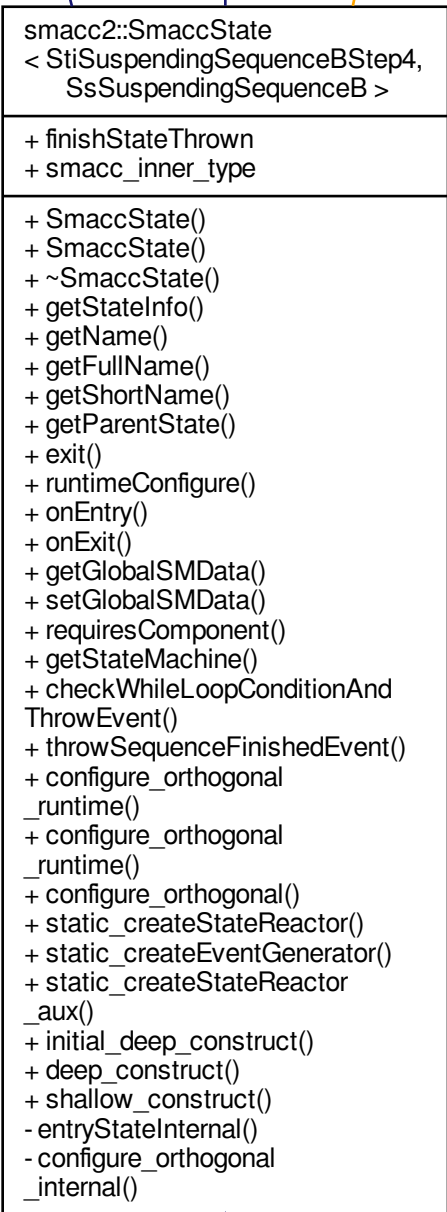 smacc2::SmaccState
< StiSuspendingSequenceBStep4,
SsSuspendingSequenceB >
+ finishStateThrown
+ smacc_inner_type
+ SmaccState()
+ SmaccState()
+ ~SmaccState()
+ getStateInfo()
+ getName()
+ getFullName()
+ getShortName()
+ getParentState()
+ exit()
+ runtimeConfigure()
+ onEntry()
+ onExit()
+ getGlobalSMData()
+ setGlobalSMData()
+ requiresComponent()
+ getStateMachine()
+ checkWhileLoopConditionAnd
ThrowEvent()
+ throwSequenceFinishedEvent()
+ configure_orthogonal
_runtime()
+ configure_orthogonal
_runtime()
+ configure_orthogonal()
+ static_createStateReactor()
+ static_createEventGenerator()
+ static_createStateReactor
_aux()
+ initial_deep_construct()
+ deep_construct()
+ shallow_construct()
- entryStateInternal()
- configure_orthogonal
_internal()